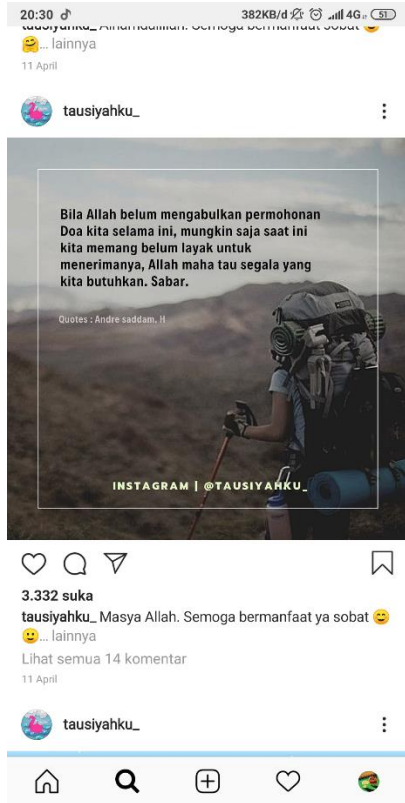 20:30
382KB/d 4G 51
tausiyahku_ Alhamdulillah. Semoga bermanfaat sobat
... lainnya
11 April
tausiyahku_
Bila Allah belum mengabulkan permohonan
Doa kita selama ini, mungkin saja saat ini
kita memang belum layak untuk
menerimanya, Allah maha tau segala yang
kita butuhkan. Sabar.
Quotes : Andre saddam. H
INSTAGRAM | @TAUSIYAHKU_
3.332 suka
tausiyahku_ Masya Allah. Semoga bermanfaat ya sobat 😊
🙂... lainnya
Lihat semua 14 komentar
11 April
tausiyahku_